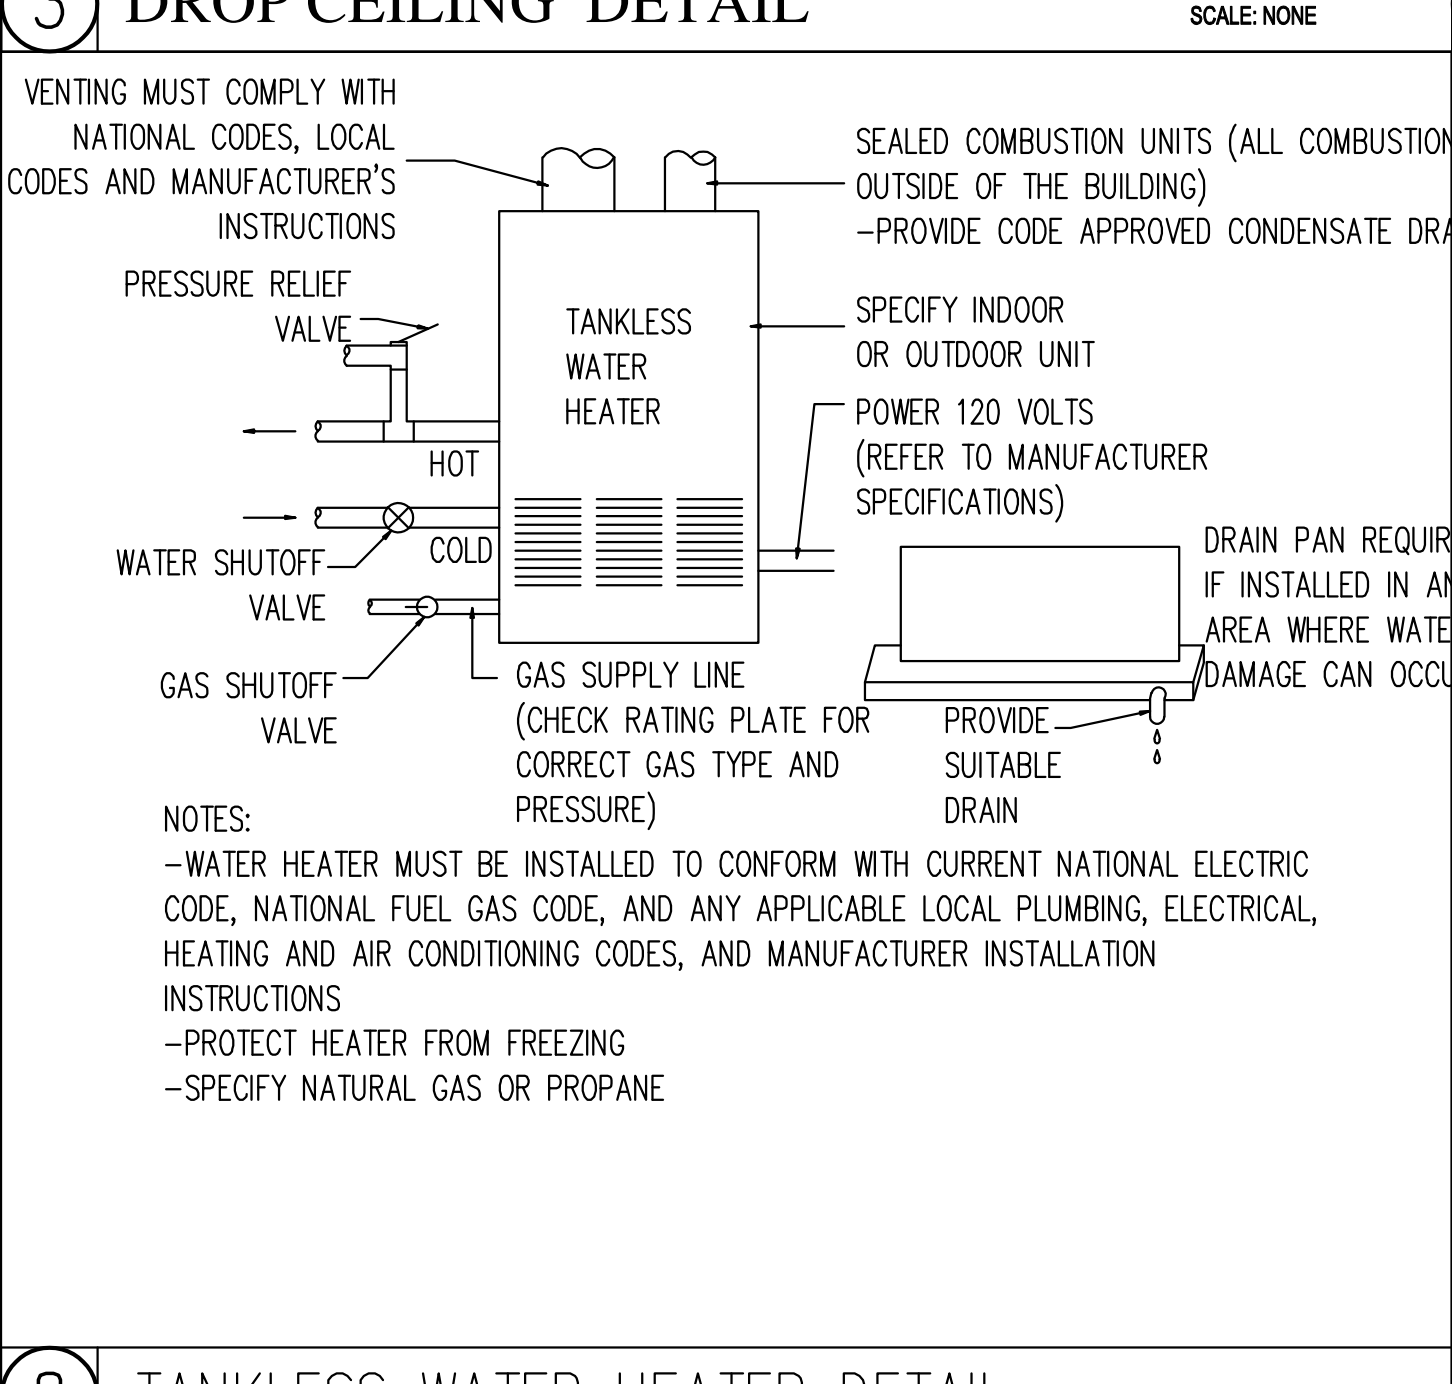 3 DROP CEILING DETAIL
SCALE: NONE
VENTING MUST COMPLY WITH
NATIONAL CODES, LOCAL
CODES AND MANUFACTURER'S
INSTRUCTIONS
SEALED COMBUSTION UNITS (ALL COMBUSTION
OUTSIDE OF THE BUILDING)
-PROVIDE CODE APPROVED CONDENSATE
PRESSURE RELIEF
VALVE
TANKLESS
WATER
HEATER
SPECIFY INDOOR
OR OUTDOOR UNIT
POWER 120 VOLTS
(REFER TO MANUFACTURER
SPECIFICATIONS)
HOT
COLD
WATER SHUTOFF
VALVE
GAS SHUTOFF
VALVE
GAS SUPPLY LINE
(CHECK RATING PLATE FOR
CORRECT GAS TYPE AND
PRESSURE)
DRAIN PAN
IF INSTALLED IN
AREA WHERE
DAMAGE CAN
PROVIDE
SUITABLE
DRAIN
NOTES:
-WATER HEATER MUST BE INSTALLED TO CONFORM WITH CURRENT NATIONAL ELECTRIC
CODE, NATIONAL FUEL GAS CODE, AND ANY APPLICABLE LOCAL PLUMBING, ELECTRICAL,
HEATING AND AIR CONDITIONING CODES, AND MANUFACTURER INSTALLATION
INSTRUCTIONS
-PROTECT HEATER FROM FREEZING
-SPECIFY NATURAL GAS OR PROPANE
TANKLESS WATER HEATER DETAIL